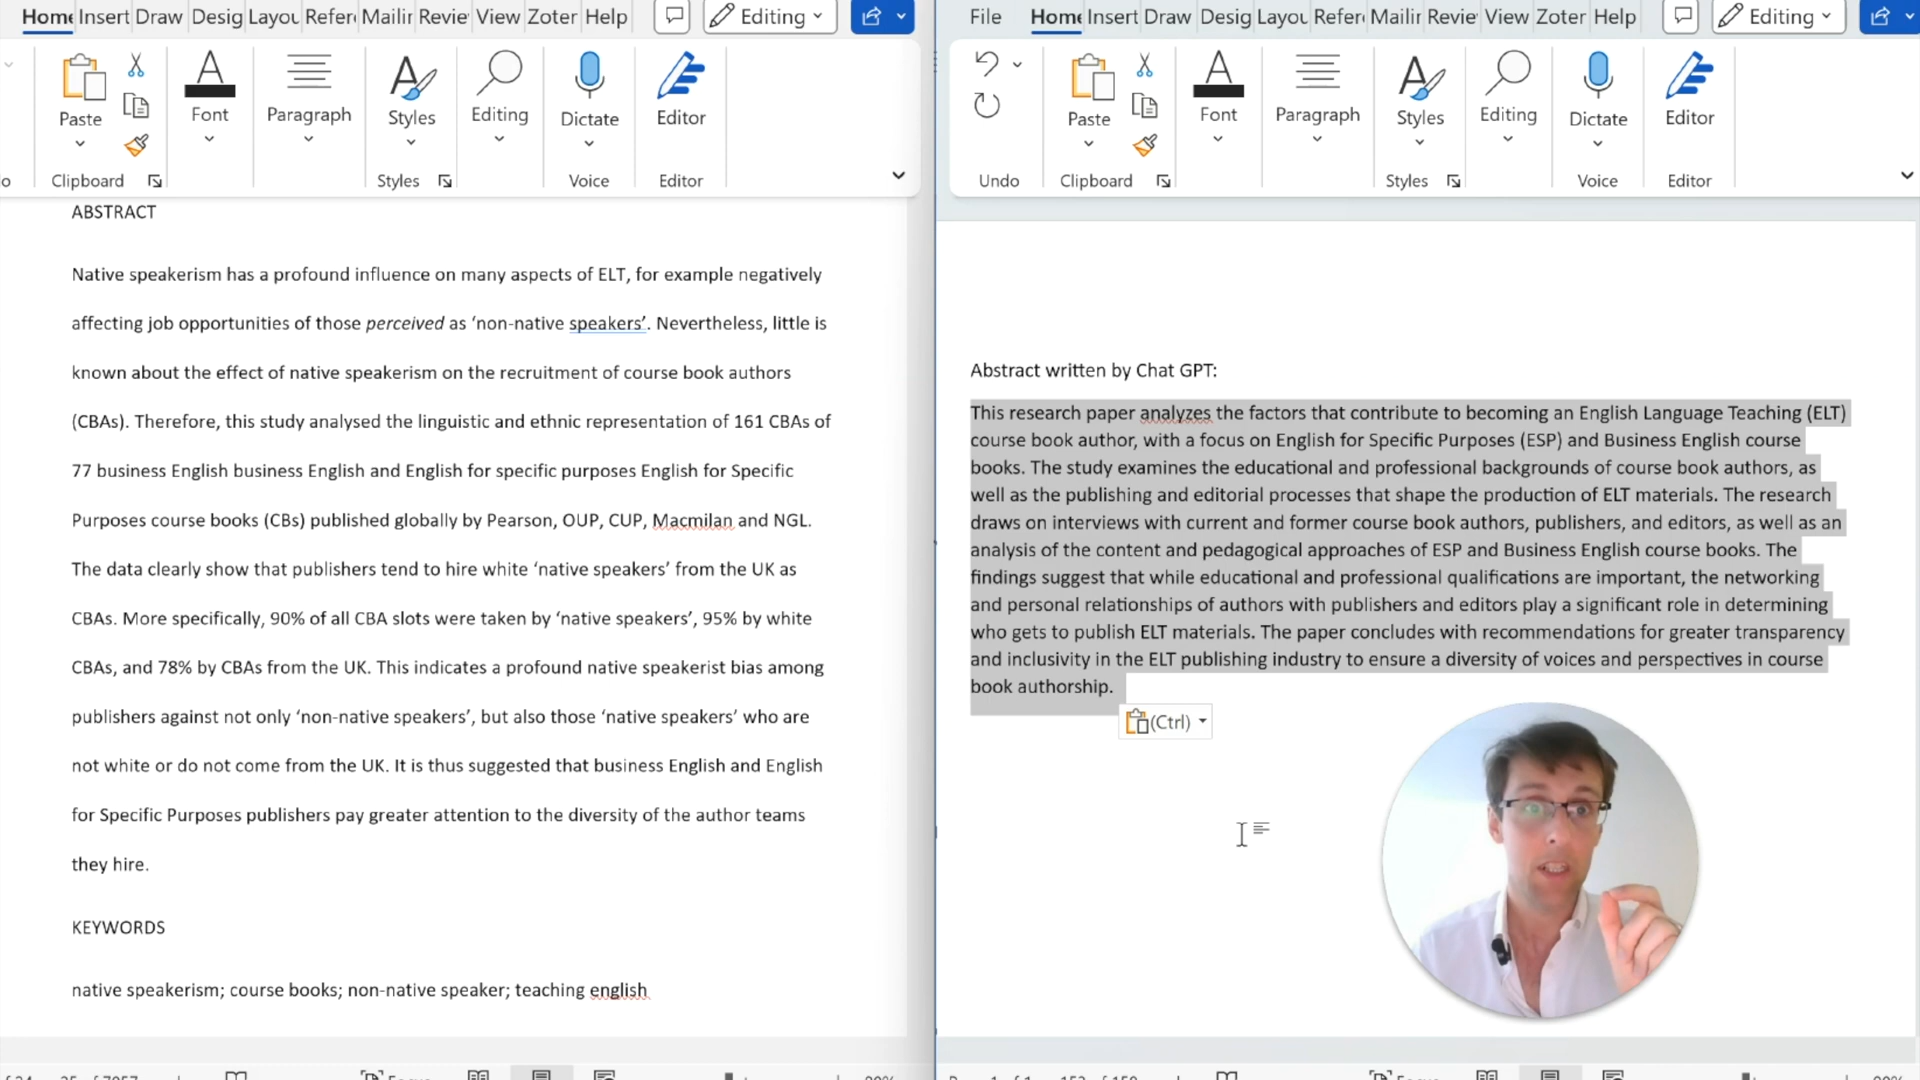 Home Insert Draw Desig Layou Refer Mailin Revie View Zoter Help Editing
Paste Font Paragraph Styles Editing Dictate Editor
Clipboard Styles Voice Editor
ABSTRACT
Native speakerism has a profound influence on many aspects of ELT, for example negatively
affecting job opportunities of those perceived as ‘non-native speakers’. Nevertheless, little is
known about the effect of native speakerism on the recruitment of course book authors
(CBAs). Therefore, this study analysed the linguistic and ethnic representation of 161 CBAs of
77 business English business English and English for specific purposes English for Specific
Purposes course books (CBs) published globally by Pearson, OUP, CUP, Macmilan and NGL.
The data clearly show that publishers tend to hire white ‘native speakers’ from the UK as
CBAs. More specifically, 90% of all CBA slots were taken by ‘native speakers’, 95% by white
CBAs, and 78% by CBAs from the UK. This indicates a profound native speakerist bias among
publishers against not only ‘non-native speakers’, but also those ‘native speakers’ who are
not white or do not come from the UK. It is thus suggested that business English and English
for Specific Purposes publishers pay greater attention to the diversity of the author teams
they hire.
KEYWORDS
native speakerism; course books; non-native speaker; teaching english
File Home Insert Draw Desig Layou Refer Mailin Revie View Zoter Help Editing
Paste Font Paragraph Styles Editing Dictate Editor
Undo Clipboard Styles Voice Editor
Abstract written by Chat GPT:
This research paper analyzes the factors that contribute to becoming an English Language Teaching (ELT)
course book author, with a focus on English for Specific Purposes (ESP) and Business English course
books. The study examines the educational and professional backgrounds of course book authors, as
well as the publishing and editorial processes that shape the production of ELT materials. The research
draws on interviews with current and former course book authors, publishers, and editors, as well as an
analysis of the content and pedagogical approaches of ESP and Business English course books. The
findings suggest that while educational and professional qualifications are important, the networking
and personal relationships of authors with publishers and editors play a significant role in determining
who gets to publish ELT materials. The paper concludes with recommendations for greater transparency
and inclusivity in the ELT publishing industry to ensure a diversity of voices and perspectives in course
book authorship.
(Ctrl)